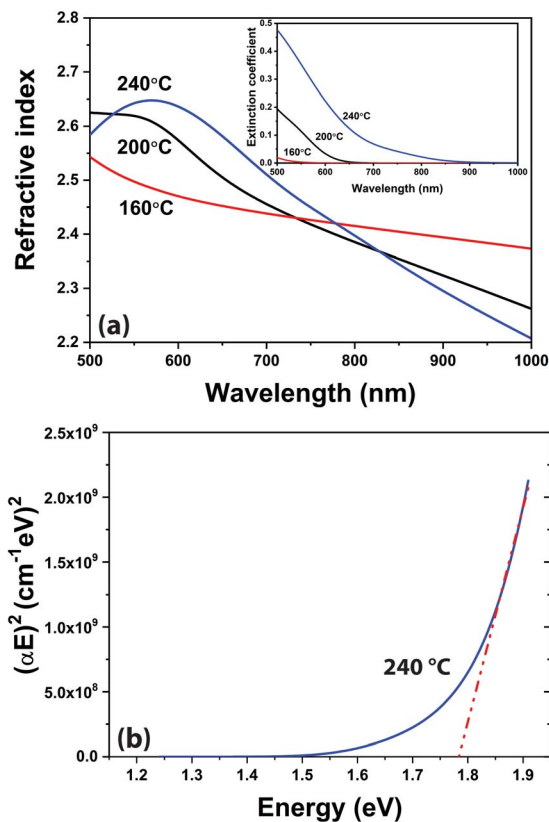 2.8
2.7
2.6
2.5
2.4
2.3
2.2
Refractive index
240°C
200°C
160°C
(a)
500 600 700 800 900 1000
Wavelength (nm)
0.5
0.4
0.3
0.2
0.1
0.0
Extinction coefficient
240°C
200°C
160°C
500 600 700 800 900 1000
Wavelength (nm)
2.5x10⁹
2.0x10⁹
1.5x10⁹
1.0x10⁹
5.0x10⁸
0.0
(αE)² (cm⁻¹eV)²
240 °C
(b)
1.2 1.3 1.4 1.5 1.6 1.7 1.8 1.9
Energy (eV)